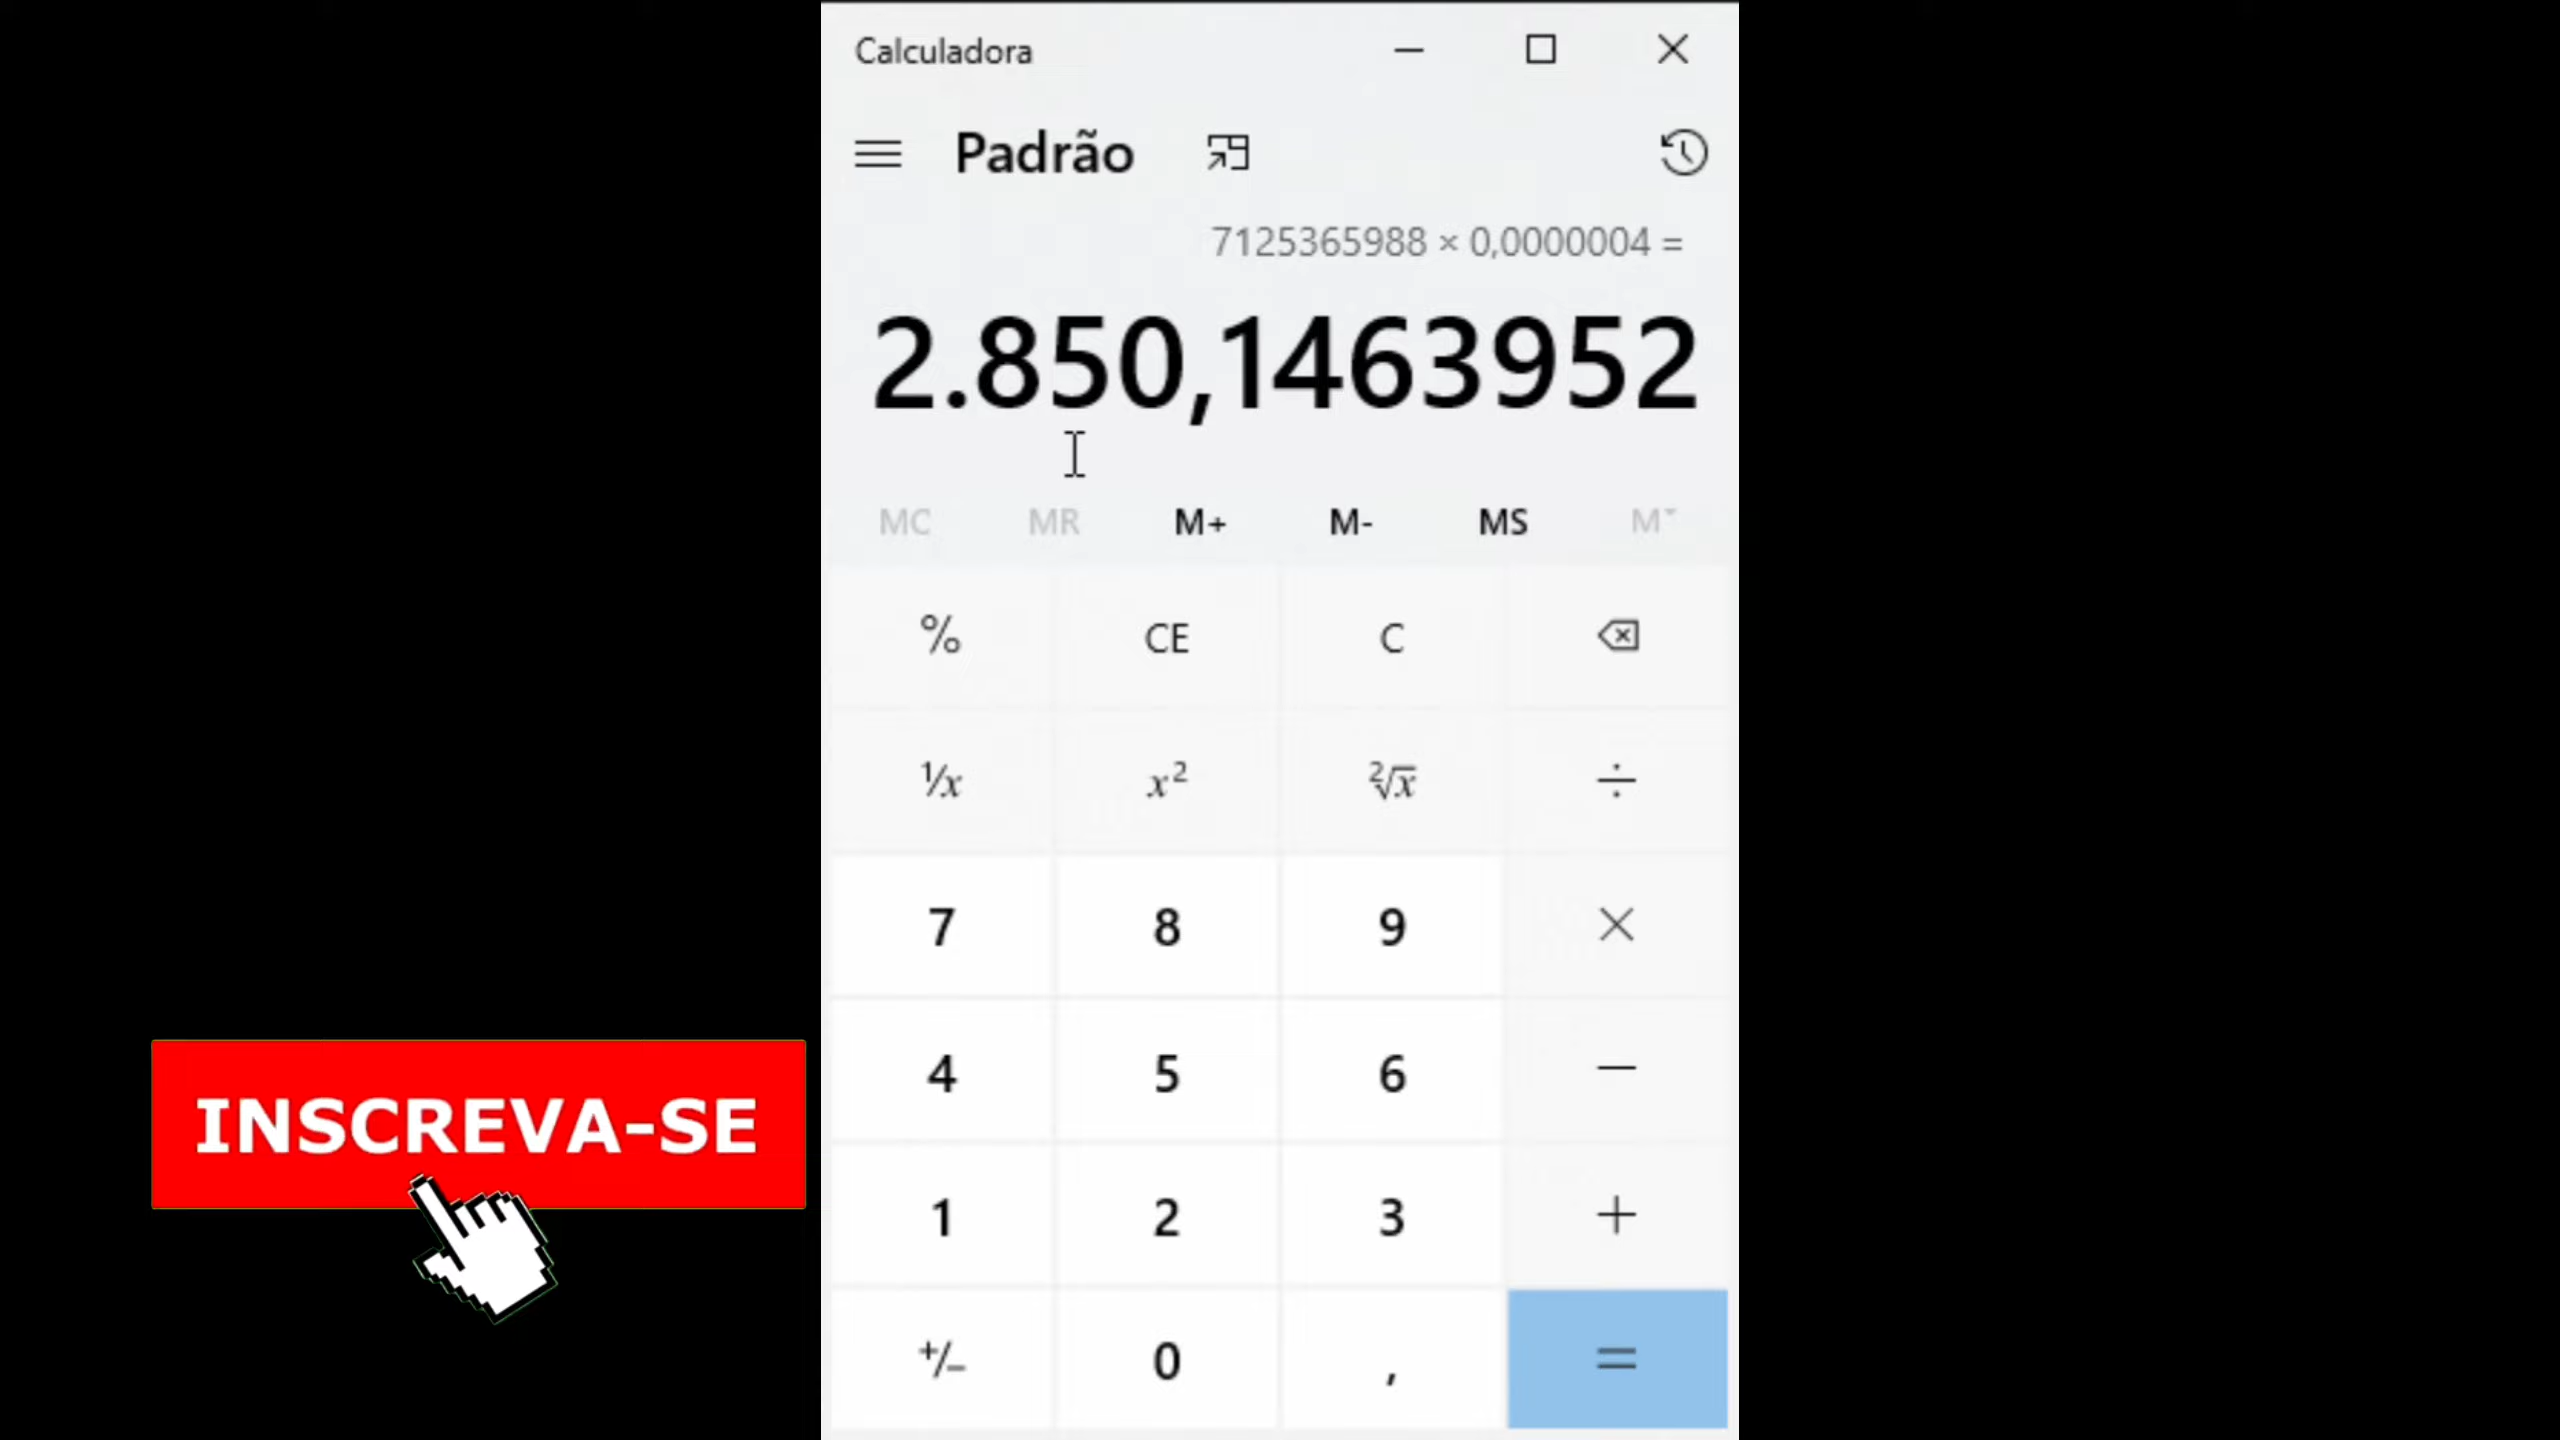 Calculadora
Padrão
7125365988 × 0,0000004 =
2.850,1463952
MC MR M+ M- MS M˅
% CE C
¹⁄x x² ²√x ÷
7 8 9 ×
4 5 6 −
1 2 3 +
+/− 0 , =
INSCREVA-SE